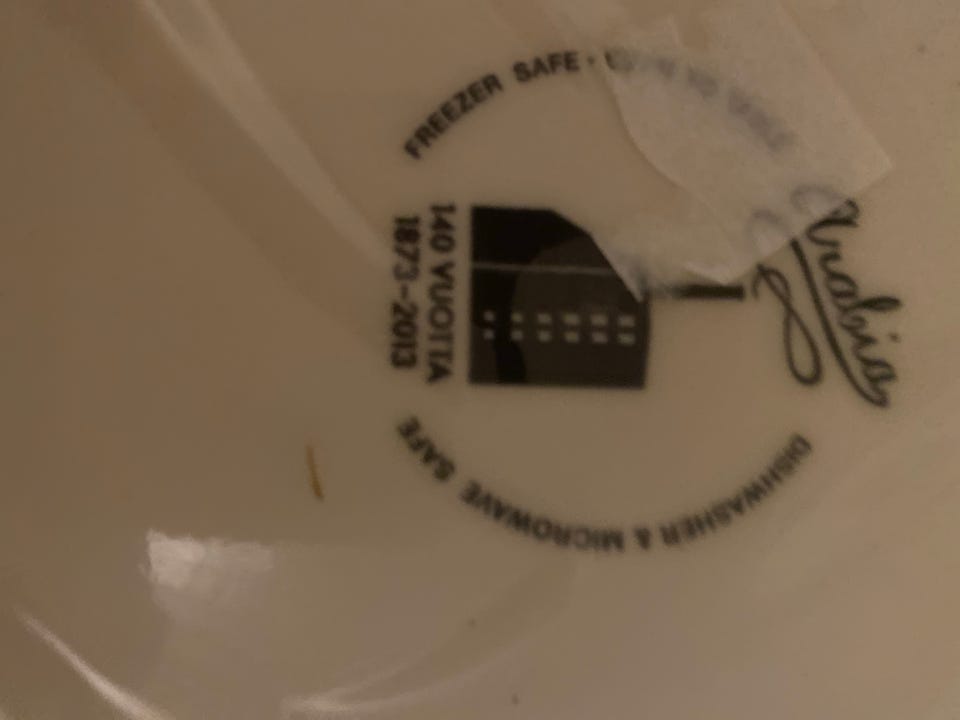 Arabia
140 VUOTTA
1873-2013
FREEZER SAFE •
DISHWASHER & MICROWAVE SAFE